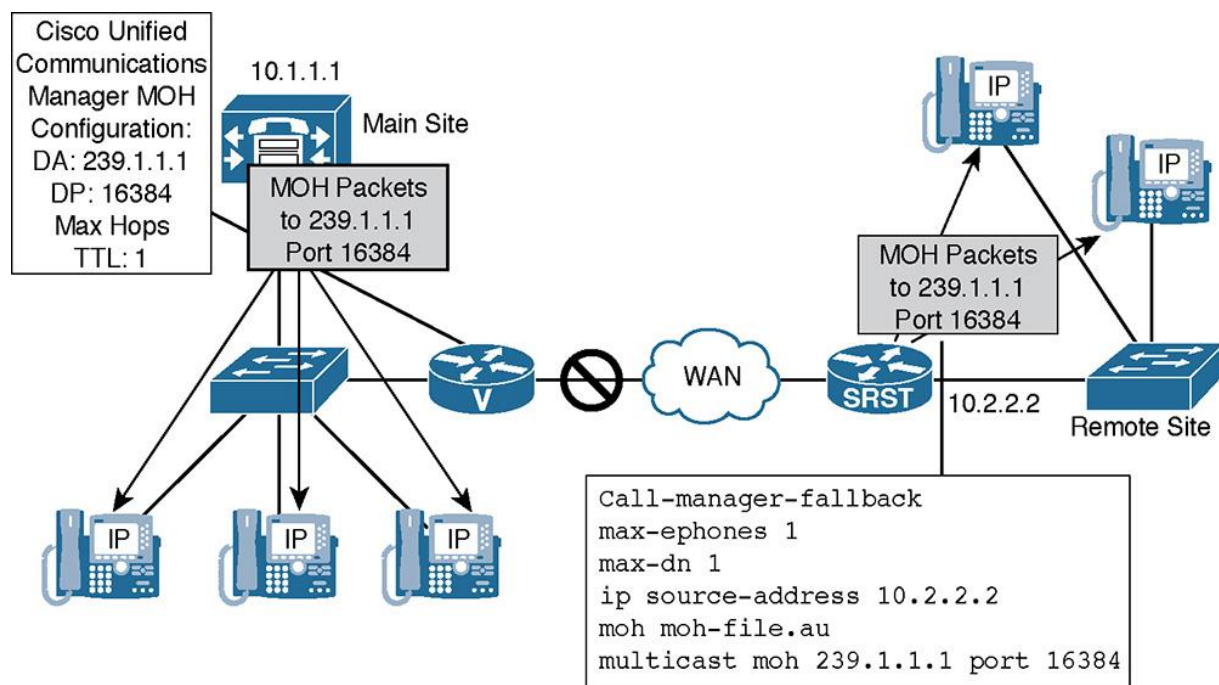 Cisco Unified
Communications
Manager MOH
Configuration:
DA: 239.1.1.1
DP: 16384
Max Hops
TTL: 1
10.1.1.1
Main Site
MOH Packets
to 239.1.1.1
Port 16384
IP
IP
MOH Packets
to 239.1.1.1
Port 16384
V
WAN
SRST
10.2.2.2
Remote Site
IP
IP
IP
Call-manager-fallback
max-ephones 1
max-dn 1
ip source-address 10.2.2.2
moh moh-file.au
multicast moh 239.1.1.1 port 16384